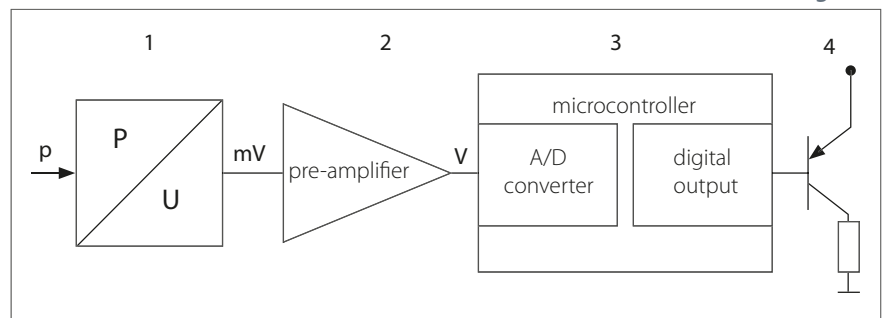 1
2
3
4
microcontroller
P
p
mV
V
pre-amplifier
A/D
converter
digital
output
U